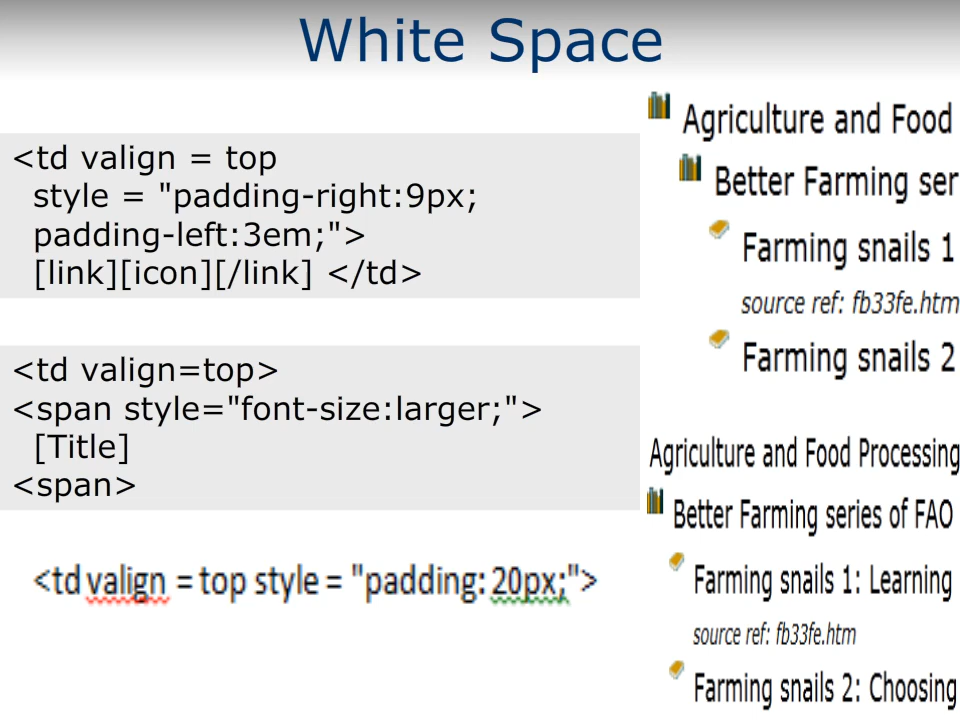 White Space
<td valign = top
style = "padding-right:9px;
padding-left:3em;">
[link][icon][/link] </td>
<td valign=top>
<span style="font-size:larger;">
[Title]
<span>
<td valign = top style = "padding: 20px;">
Agriculture and Food
Better Farming ser
Farming snails 1
source ref: fb33fe.htm
Farming snails 2
Agriculture and Food Processing
Better Farming series of FAO
Farming snails 1: Learning
source ref: fb33fe.htm
Farming snails 2: Choosing